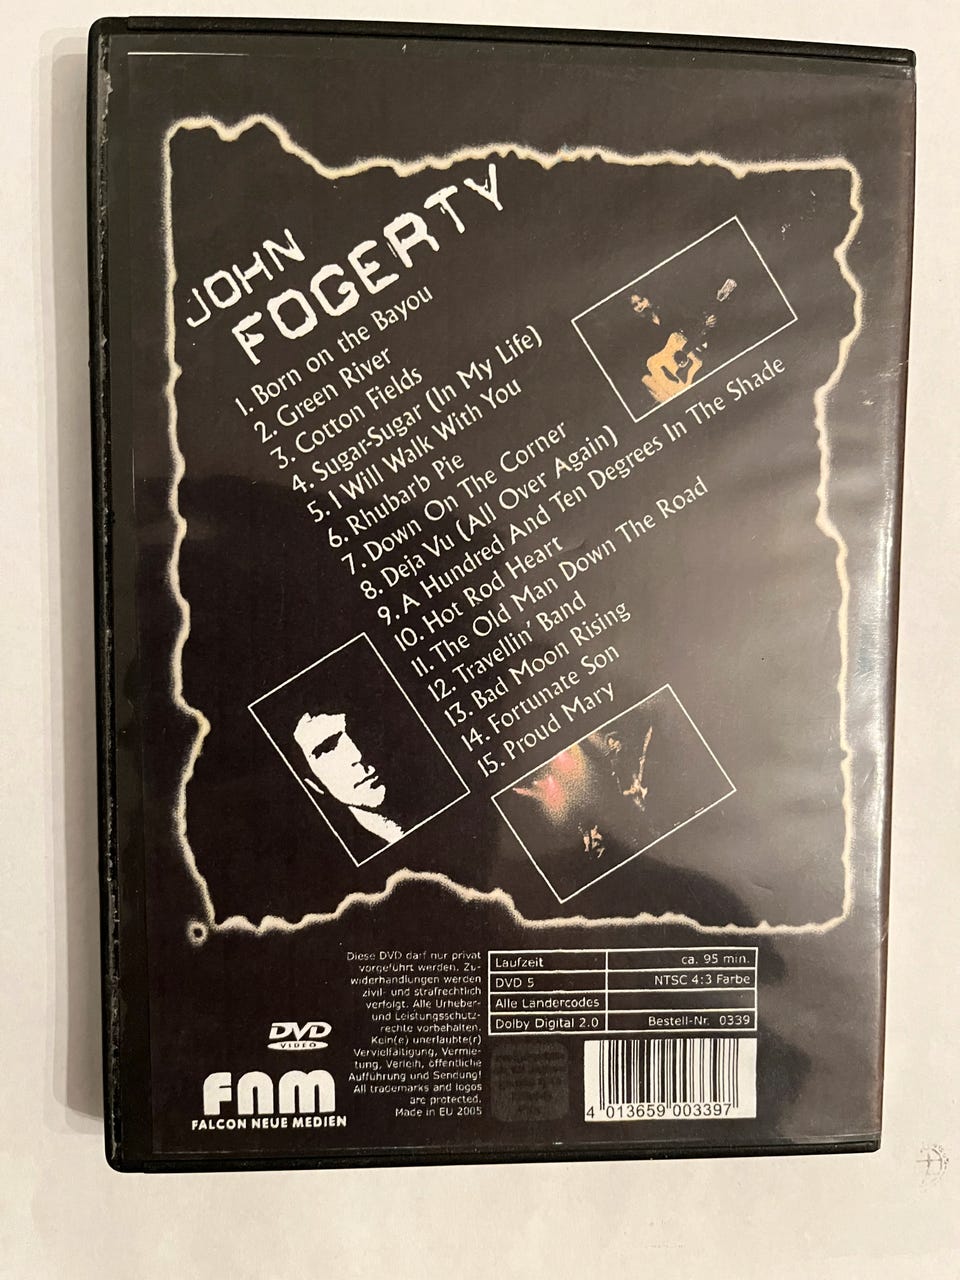 JOHN
FOGERTY
1. Born on the Bayou
2. Green River
3. Cotton Fields
4. Sugar-Sugar (In My Life)
5. I Will Walk With You
6. Rhubarb Pie
7. Down On The Corner
8. Deja Vu (All Over Again)
9. A Hundred And Ten Degrees In The Shade
10. Hot Rod Heart
11. The Old Man Down The Road
12. Travellin' Band
13. Bad Moon Rising
14. Fortunate Son
15. Proud Mary
Diese DVD darf nur privat
vorgeführt werden. Zu-
widerhandlungen werden
zivil- und strafrechtlich
verfolgt. Alle Urheber-
und Leistungsschutz-
rechte vorbehalten.
Kein(e) unerlaubte(r)
Vervielfältigung, Vermie-
tung, Verleih, öffentliche
Aufführung und Sendung!
All trademarks and logos
are protected.
Made in EU 2005
Laufzeit ca. 95 min.
DVD 5 NTSC 4:3 Farbe
Alle Ländercodes
Dolby Digital 2.0 Bestell-Nr. 0339
DVD
VIDEO
FNM
FALCON NEUE MEDIEN
4 013659 003397